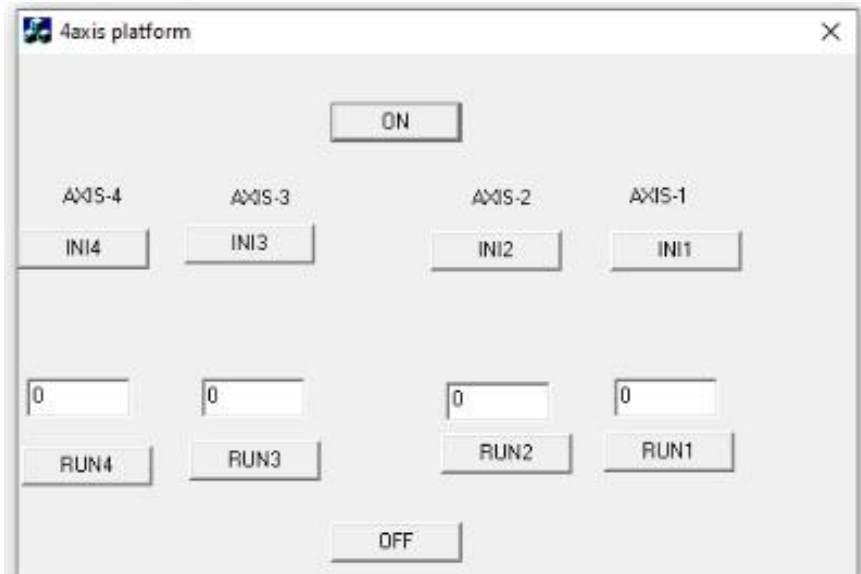 4axis platform
ON
AXIS-4 AXIS-3 AXIS-2 AXIS-1
INI4 INI3 INI2 INI1
0 0 0 0
RUN4 RUN3 RUN2 RUN1
OFF